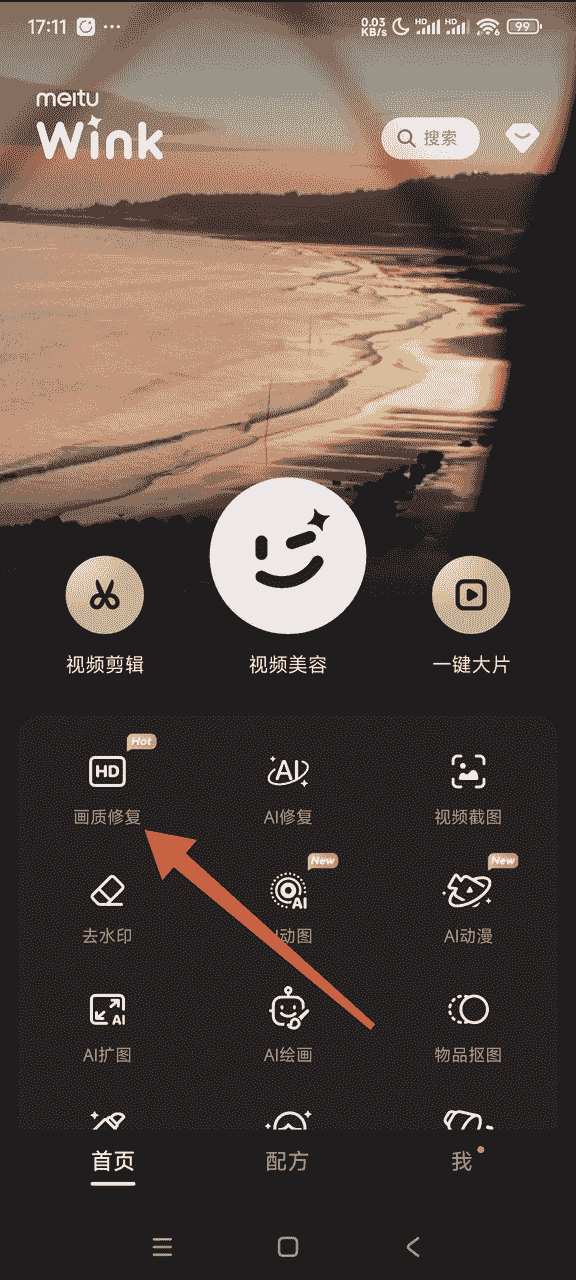 17:11
0.03 KB/s
HD
HD
6
99
meitu
Wink
搜索
视频剪辑
视频美容
一键大片
Hot
HD
AI
画质修复
AI修复
视频截图
New
New
AI
去水印
动图
AI动漫
AI
AI扩图
AI绘画
物品抠图
首页
配方
我